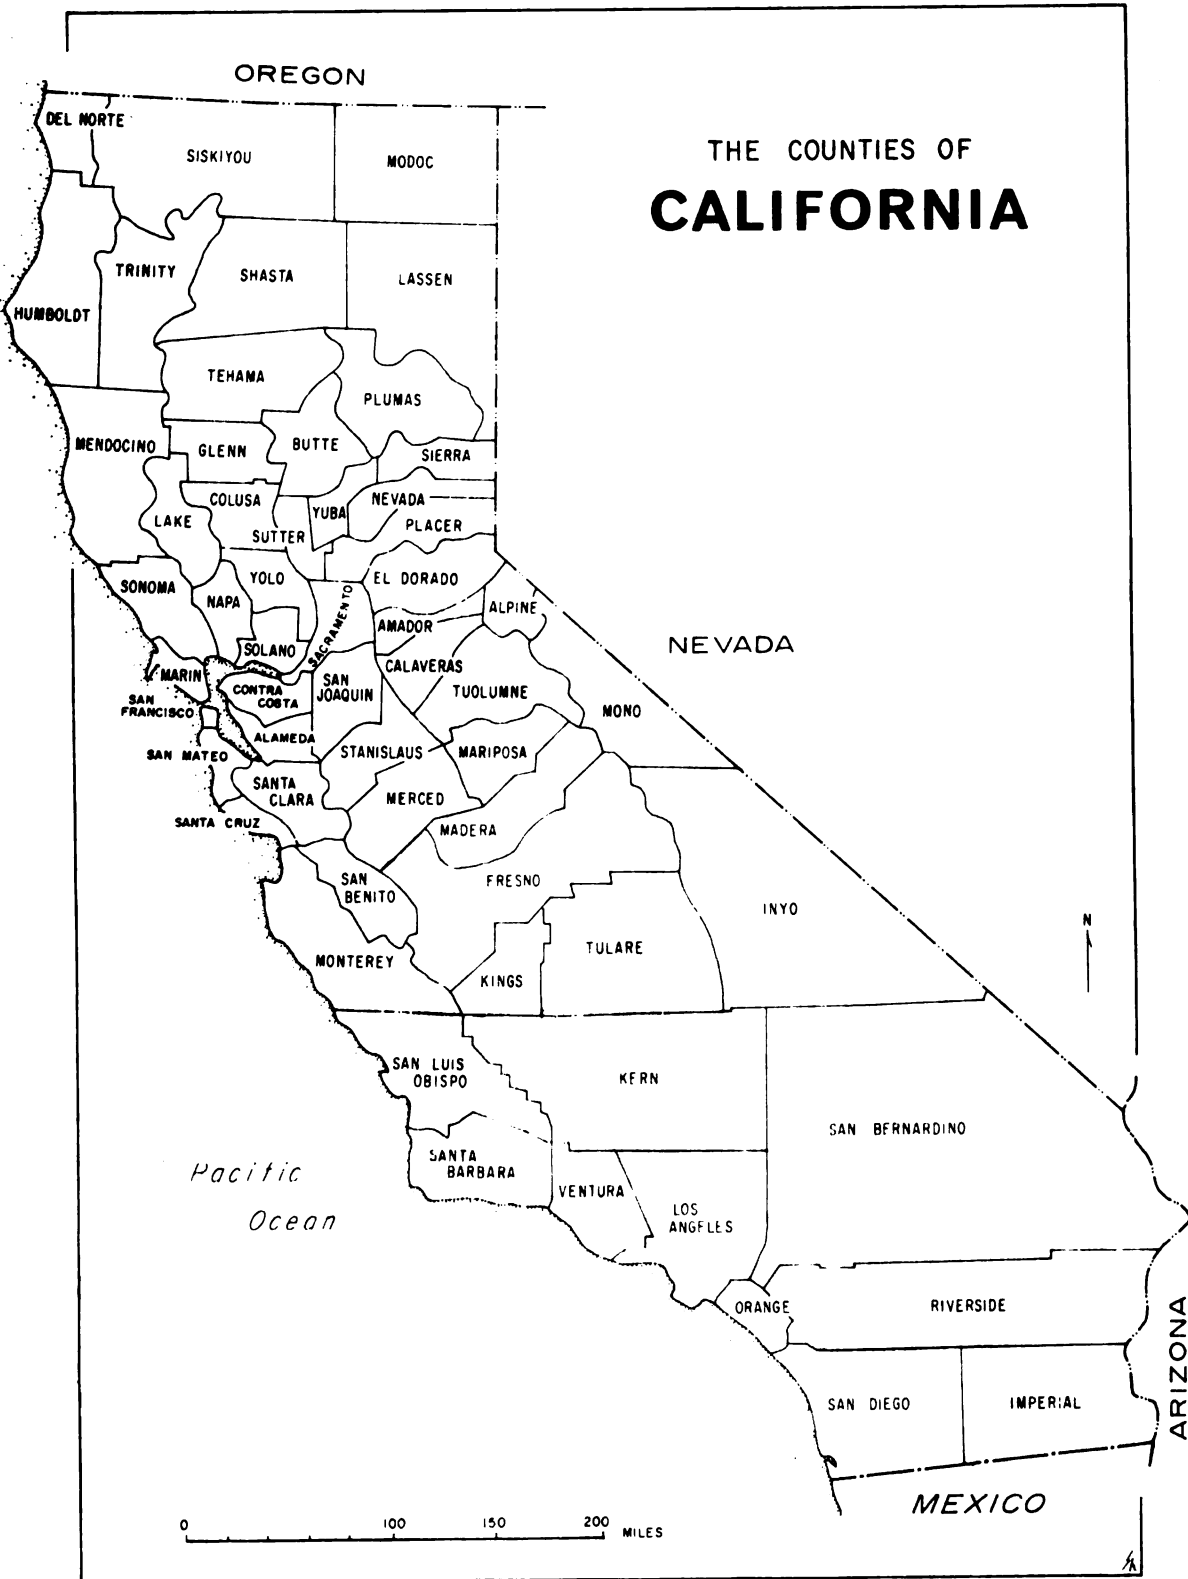 OREGON
THE COUNTIES OF
CALIFORNIA
DEL NORTE
SISKIYOU
MODOC
TRINITY
SHASTA
LASSEN
HUMBOLDT
TEHAMA
PLUMAS
MENDOCINO
GLENN
BUTTE
SIERRA
COLUSA
YUBA
NEVADA
LAKE
SUTTER
PLACER
SONOMA
NAPA
YOLO
SACRAMENTO
EL DORADO
ALPINE
AMADOR
NEVADA
SOLANO
MARIN
CONTRA
COSTA
SAN
JOAQUIN
CALAVERAS
TUOLUMNE
MONO
SAN
FRANCISCO
ALAMEDA
SAN MATEO
STANISLAUS
MARIPOSA
SANTA
CLARA
MERCED
SANTA CRUZ
MADERA
SAN
BENITO
FRESNO
INYO
N
MONTEREY
KINGS
TULARE
SAN LUIS
OBISPO
KERN
SAN BERNARDINO
SANTA
BARBARA
VENTURA
LOS
ANGELES
Pacific
Ocean
ORANGE
RIVERSIDE
ARIZONA
SAN DIEGO
IMPERIAL
MEXICO
0 100 150 200 MILES